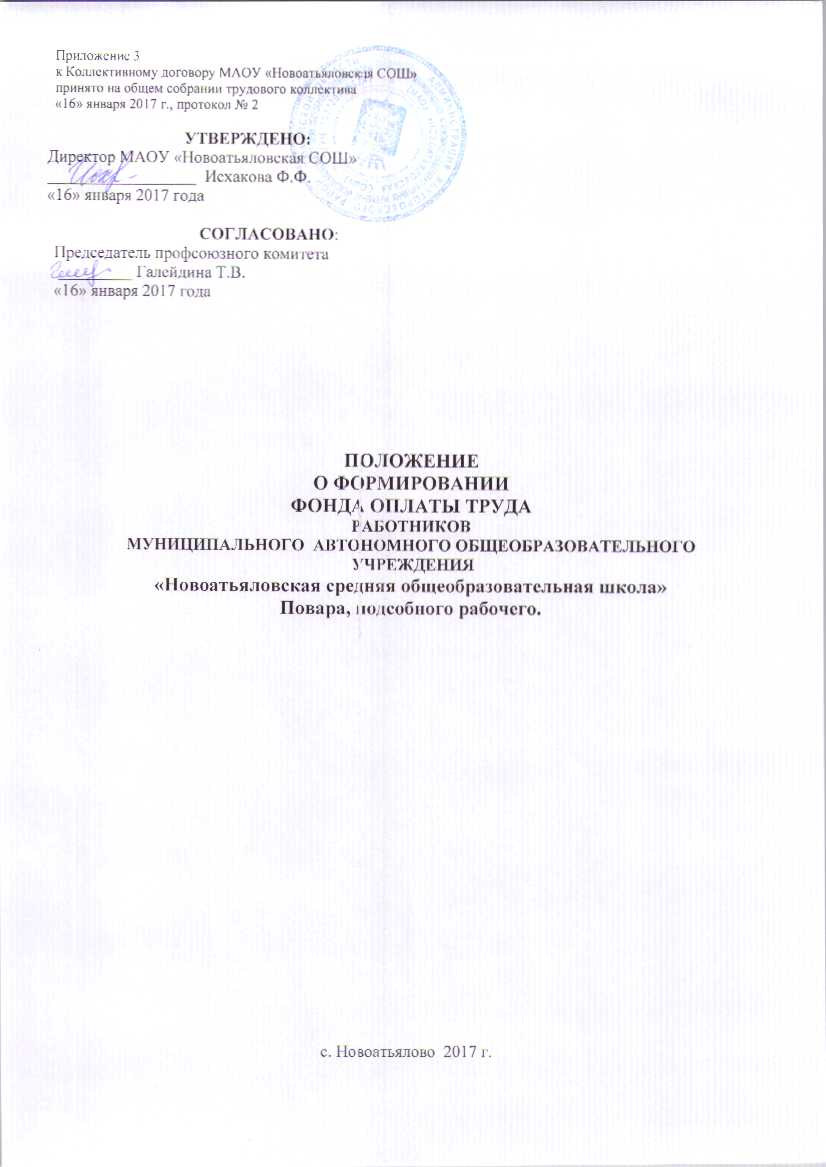 Приложение 3
к Коллективному договору МАОУ «Новоатьяловская СОШ»
принято на общем собрании трудового коллектива
«16» января 2017 г., протокол № 2
УТВЕРЖДЕНО:
Директор МАОУ «Новоатьяловская СОШ»
__________________ Исхакова Ф.Ф.
«16» января 2017 года
СОГЛАСОВАНО:
Председатель профсоюзного комитета
_________ Галейдина Т.В.
«16» января 2017 года
ПОЛОЖЕНИЕ
О ФОРМИРОВАНИИ
ФОНДА ОПЛАТЫ ТРУДА
РАБОТНИКОВ
МУНИЦИПАЛЬНОГО АВТОНОМНОГО ОБЩЕОБРАЗОВАТЕЛЬНОГО
УЧРЕЖДЕНИЯ
«Новоатьяловская средняя общеобразовательная школа»
Повара, подсобного рабочего.
с. Новоатьялово 2017 г.